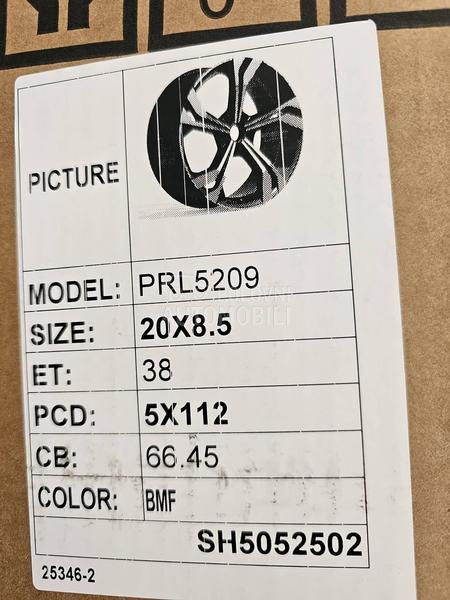 PICTURE
MODEL: PRL5209
SIZE: 20X8.5
ET: 38
PCD: 5X112
CB: 66.45
COLOR: BMF
SH5052502
25346-2